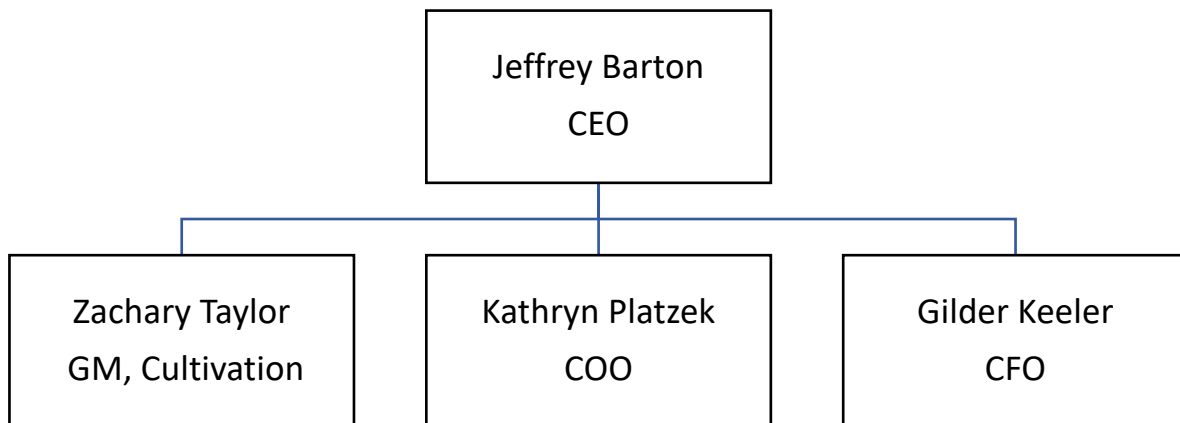 Jeffrey Barton
CEO
Zachary Taylor
GM, Cultivation
Kathryn Platzek
COO
Gilder Keeler
CFO